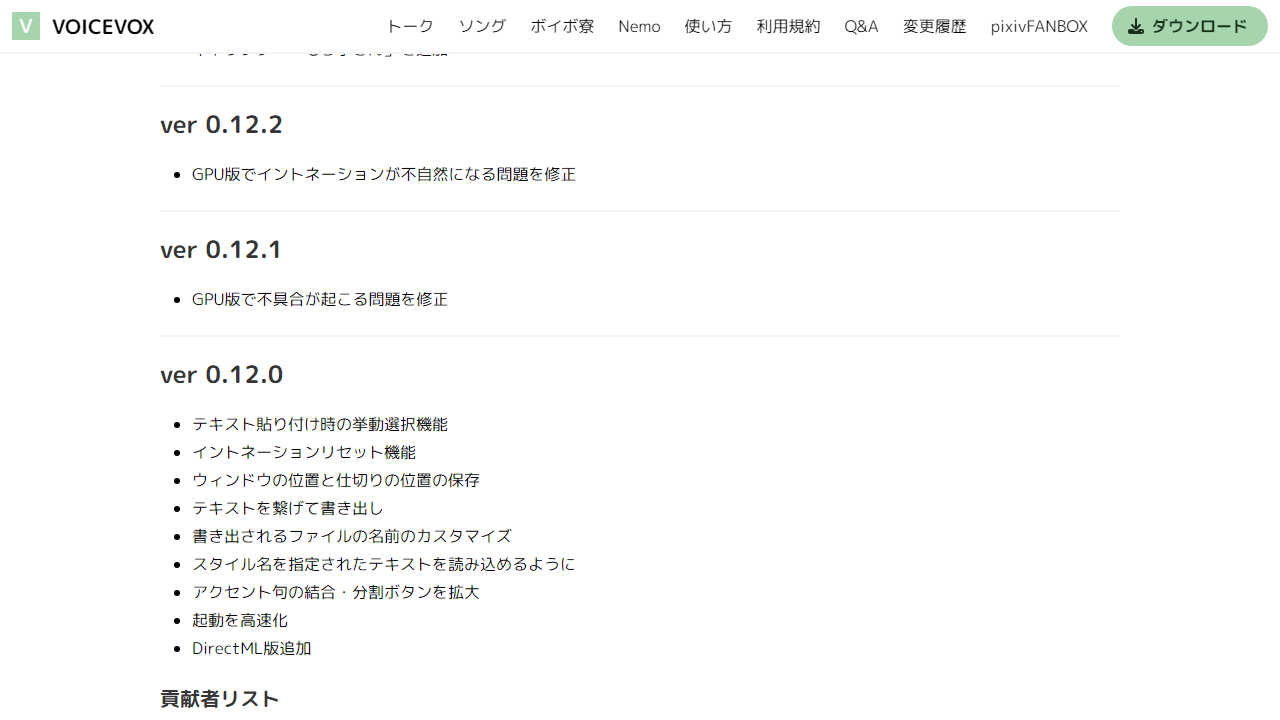 VOICEVOX
トーク ソング ボイボ寮 Nemo 使い方 利用規約 Q&A 変更履歴 pixivFANBOX ダウンロード
ver 0.12.2
GPU版でイントネーションが不自然になる問題を修正
ver 0.12.1
GPU版で不具合が起こる問題を修正
ver 0.12.0
テキスト貼り付け時の挙動選択機能
イントネーションリセット機能
ウィンドウの位置と仕切りの位置の保存
テキストを繋げて書き出し
書き出されるファイルの名前のカスタマイズ
スタイル名を指定されたテキストを読み込めるように
アクセント句の結合・分割ボタンを拡大
起動を高速化
DirectML版追加
貢献者リスト